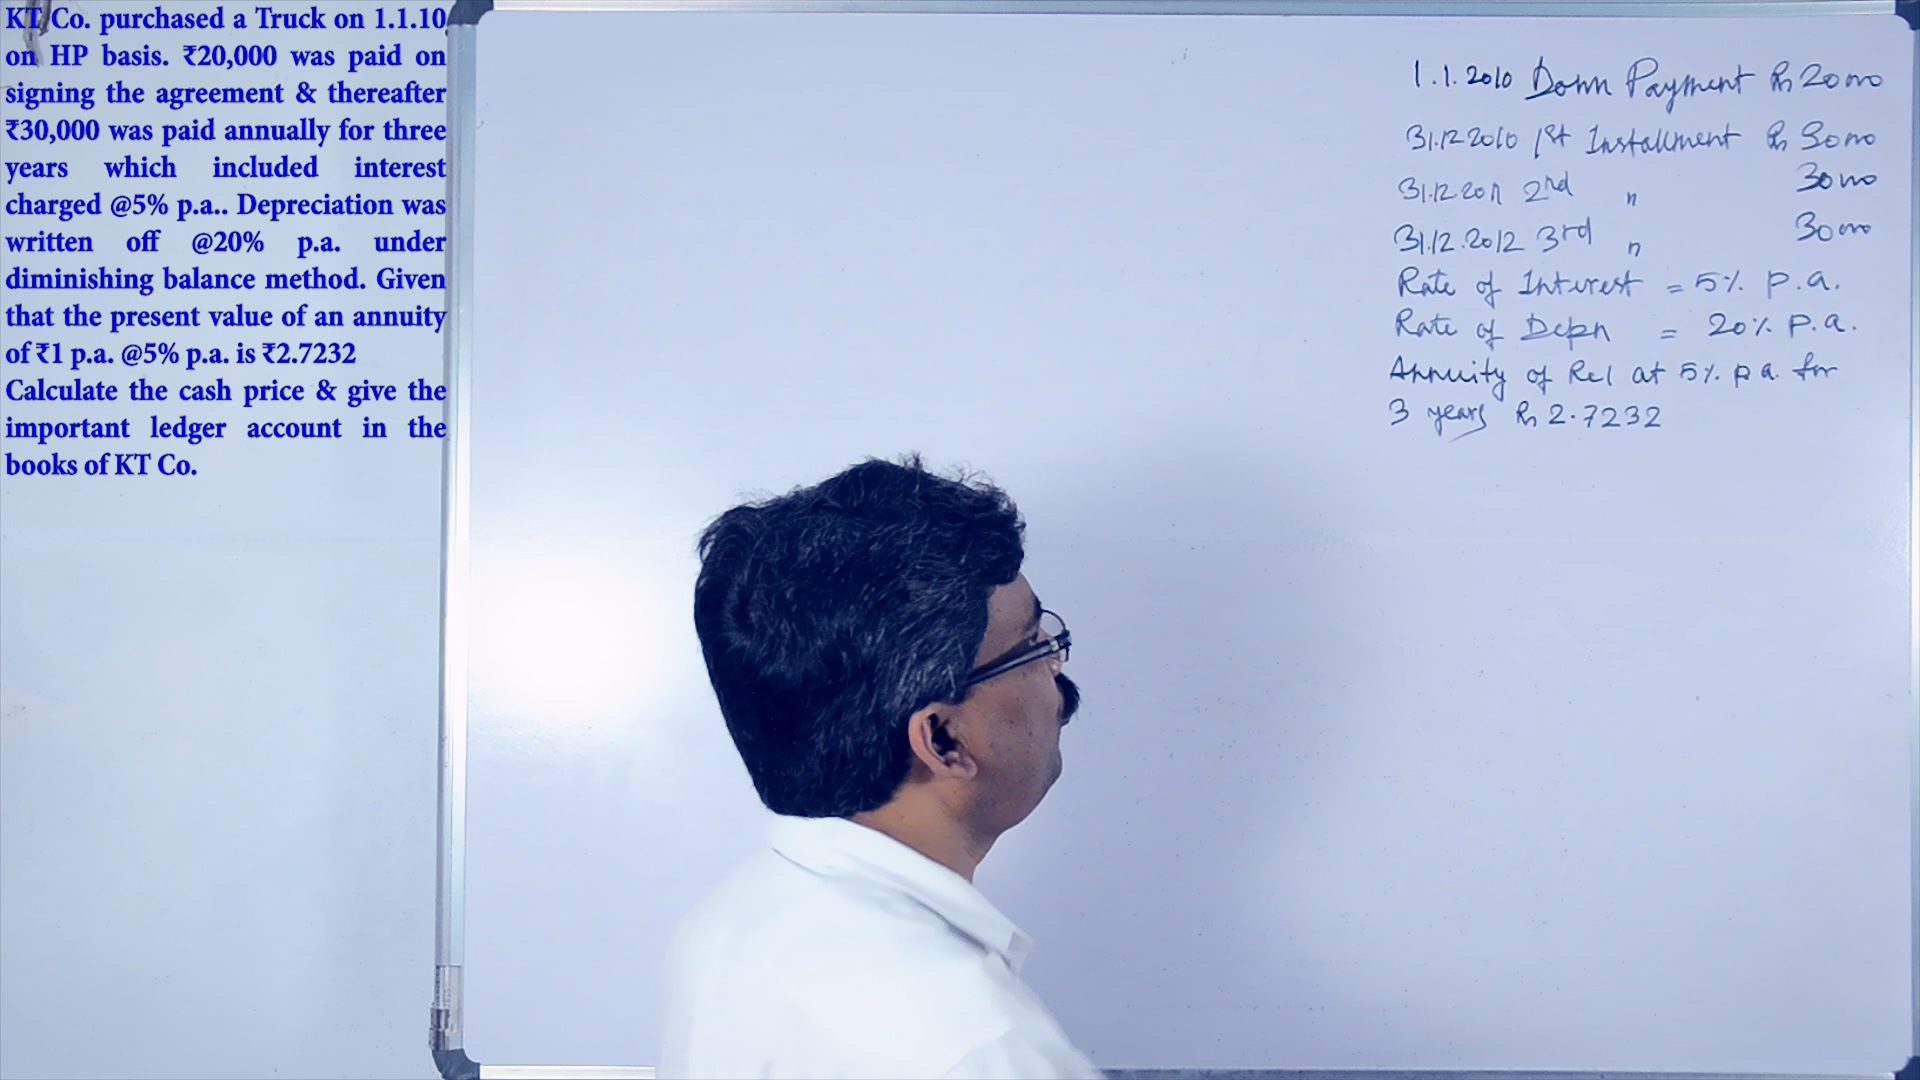 KT Co. purchased a Truck on 1.1.10
on HP basis. ₹20,000 was paid on
signing the agreement & thereafter
₹30,000 was paid annually for three
years which included interest
charged @5% p.a.. Depreciation was
written off @20% p.a. under
diminishing balance method. Given
that the present value of an annuity
of ₹1 p.a. @5% p.a. is ₹2.7232
Calculate the cash price & give the
important ledger account in the
books of KT Co.
1.1.2010 Down Payment Rs 20000
31.12.2010 1st Installment Rs 30000
31.12.2011 2nd " 30000
31.12.2012 3rd " 30000
Rate of Interest = 5% p.a.
Rate of Depn = 20% p.a.
Annuity of Re1 at 5% p.a. for
3 years Rs 2.7232